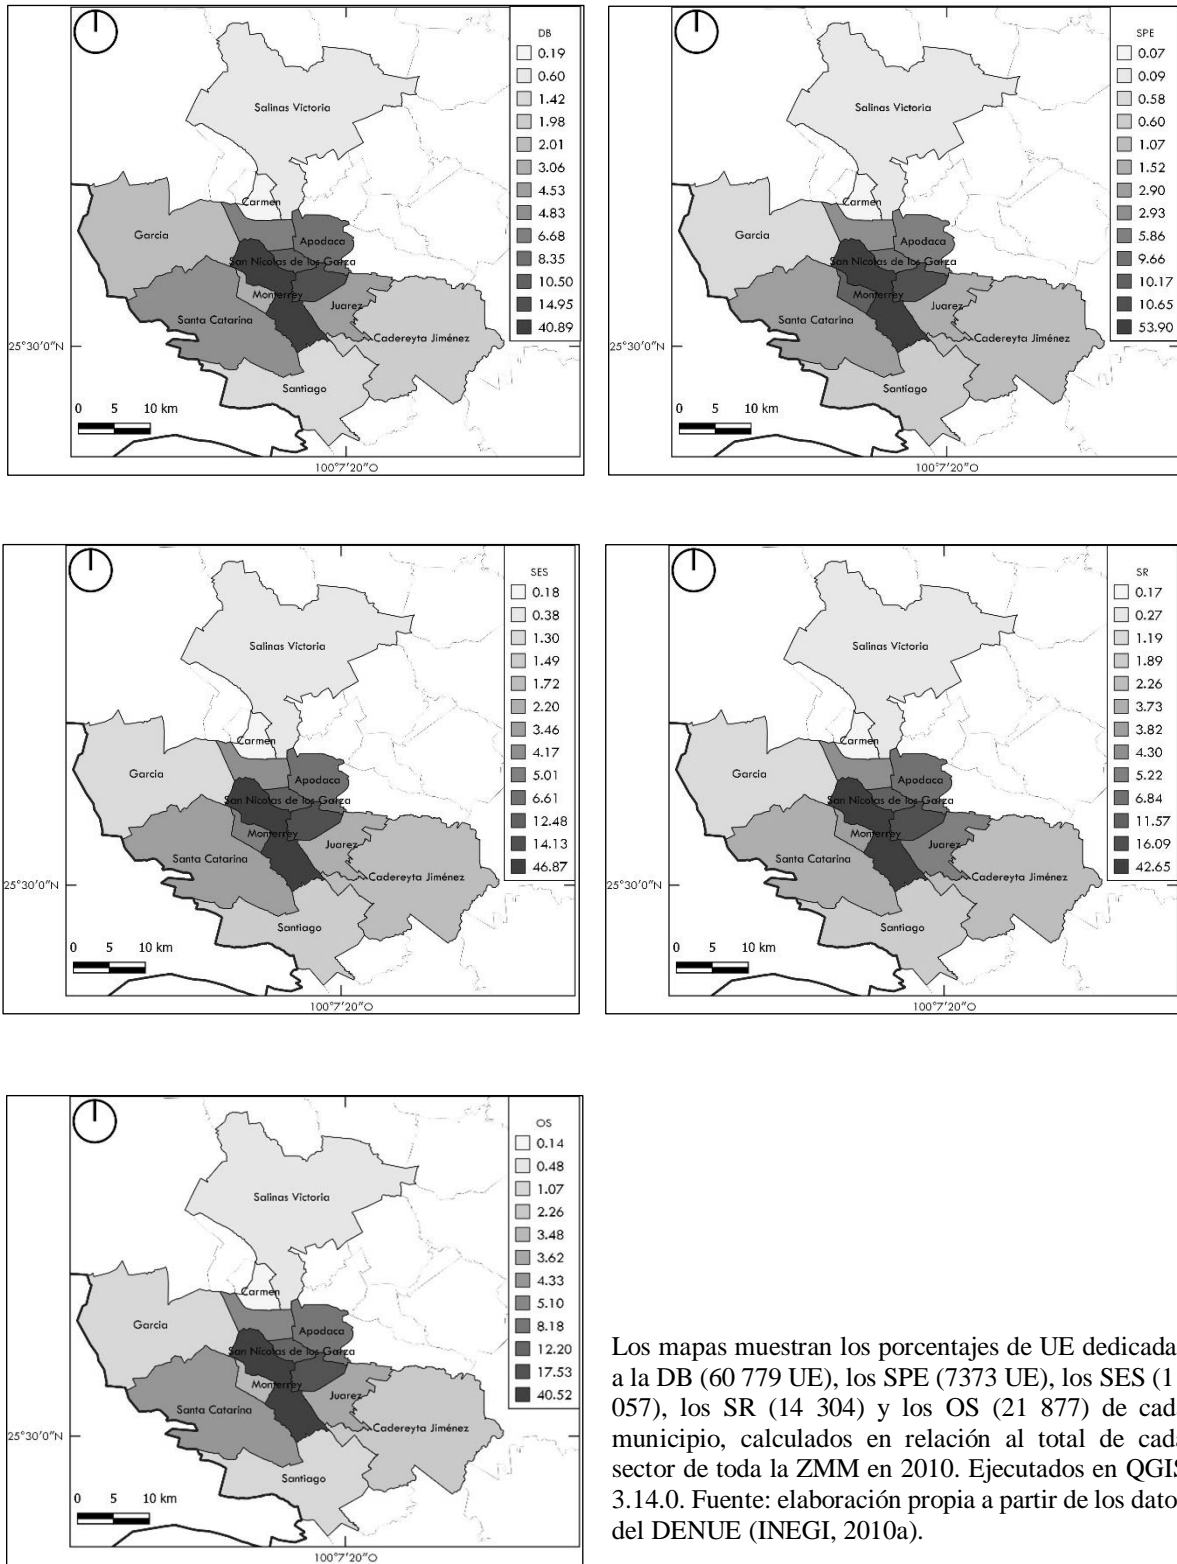 DB
0.19
0.60
1.42
1.98
2.01
3.06
4.53
4.83
6.68
8.35
10.50
14.95
40.89
Salinas Victoria
Carmen
García
Apodaca
San Nicolas de los Garza
Monterrey
Juarez
Santa Catarina
Cadereyta Jiménez
Santiago
25°30'0"N
0 5 10 km
100°7'20"O
SPE
0.07
0.09
0.58
0.60
1.07
1.52
2.90
2.93
5.86
9.66
10.17
10.65
53.90
Salinas Victoria
Carmen
García
Apodaca
San Nicolas de los Garza
Monterrey
Juarez
Santa Catarina
Cadereyta Jiménez
Santiago
25°30'0"N
0 5 10 km
100°7'20"O
SES
0.18
0.38
1.30
1.49
1.72
2.20
3.46
4.17
5.01
6.61
12.48
14.13
46.87
Salinas Victoria
Carmen
García
Apodaca
San Nicolas de los Garza
Monterrey
Juarez
Santa Catarina
Cadereyta Jiménez
Santiago
25°30'0"N
0 5 10 km
100°7'20"O
SR
0.17
0.27
1.19
1.89
2.26
3.73
3.82
4.30
5.22
6.84
11.57
16.09
42.65
Salinas Victoria
Carmen
García
Apodaca
San Nicolas de los Garza
Monterrey
Juarez
Santa Catarina
Cadereyta Jiménez
Santiago
25°30'0"N
0 5 10 km
100°7'20"O
OS
0.14
0.48
1.07
2.26
3.48
3.62
4.33
5.10
8.18
12.20
17.53
40.52
Salinas Victoria
Carmen
García
Apodaca
San Nicolas de los Garza
Monterrey
Juarez
Santa Catarina
Cadereyta Jiménez
Santiago
25°30'0"N
0 5 10 km
100°7'20"O
Los mapas muestran los porcentajes de UE dedicada
a la DB (60 779 UE), los SPE (7373 UE), los SES (1
057), los SR (14 304) y los OS (21 877) de cada
municipio, calculados en relación al total de cada
sector de toda la ZMM en 2010. Ejecutados en QGIS
3.14.0. Fuente: elaboración propia a partir de los dato
del DENUE (INEGI, 2010a).